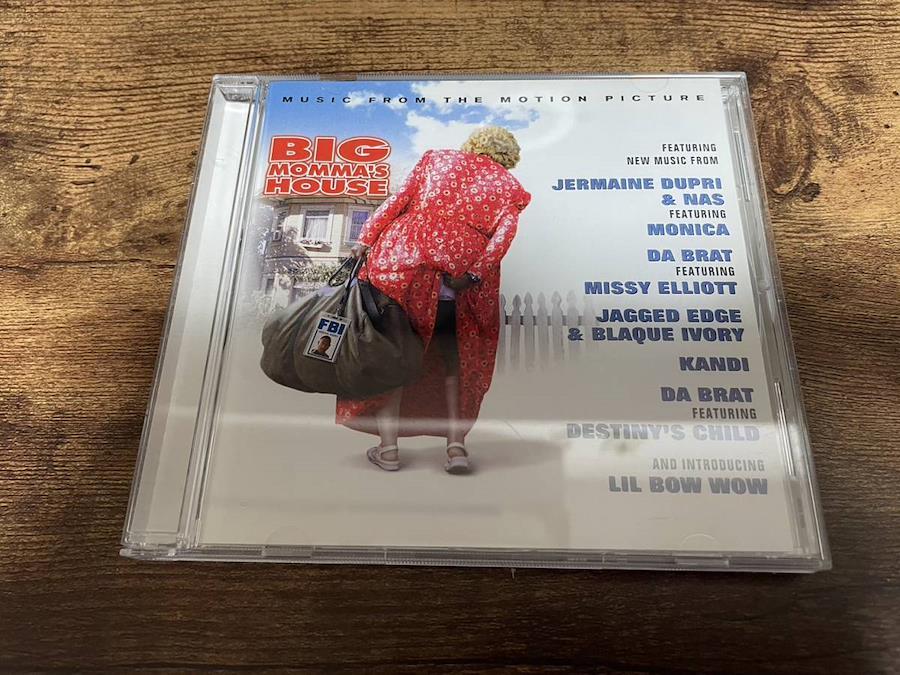 MUSIC FROM THE MOTION PICTURE
BIG
MOMMA'S
HOUSE
FEATURING
NEW MUSIC FROM
JERMAINE DUPRI
& NAS
FEATURING
MONICA
DA BRAT
FEATURING
MISSY ELLIOTT
JAGGED EDGE
& BLAQUE IVORY
KANDI
DA BRAT
FEATURING
DESTINY'S CHILD
AND INTRODUCING
LIL BOW WOW
FBI